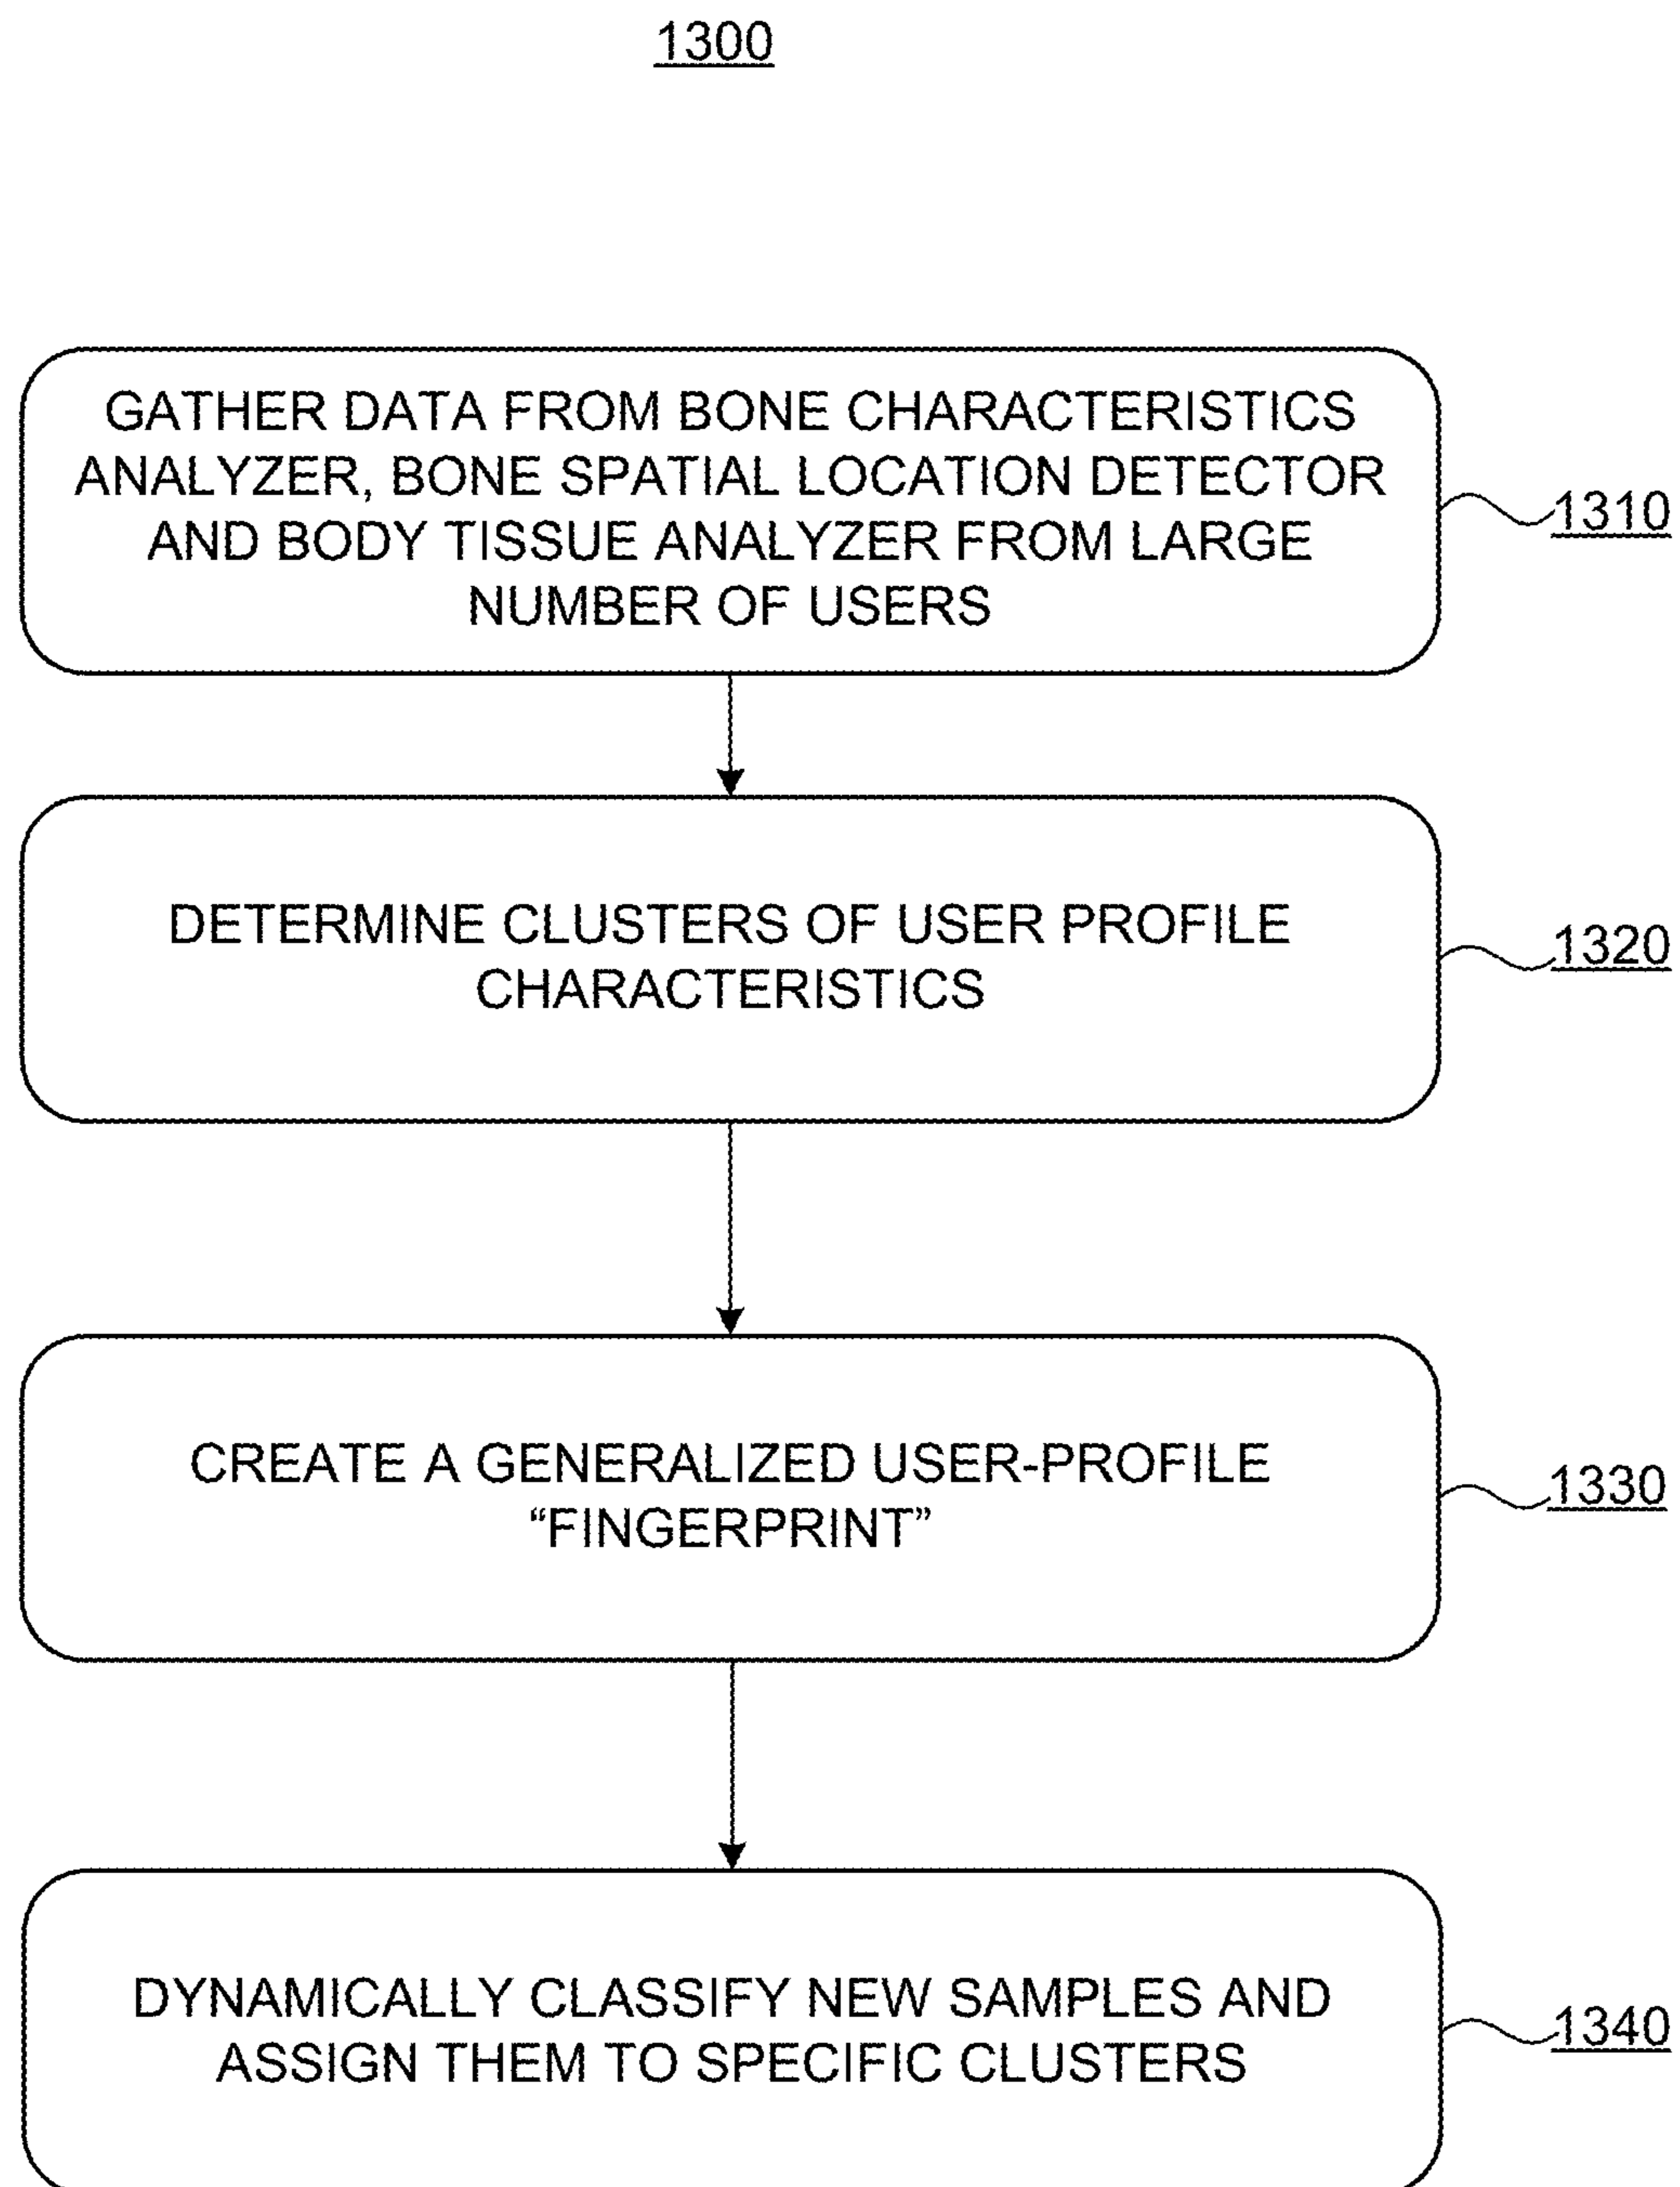 1300
GATHER DATA FROM BONE CHARACTERISTICS
ANALYZER, BONE SPATIAL LOCATION DETECTOR
AND BODY TISSUE ANALYZER FROM LARGE
NUMBER OF USERS
1310
DETERMINE CLUSTERS OF USER PROFILE
CHARACTERISTICS
1320
CREATE A GENERALIZED USER-PROFILE
“FINGERPRINT”
1330
DYNAMICALLY CLASSIFY NEW SAMPLES AND
ASSIGN THEM TO SPECIFIC CLUSTERS
1340